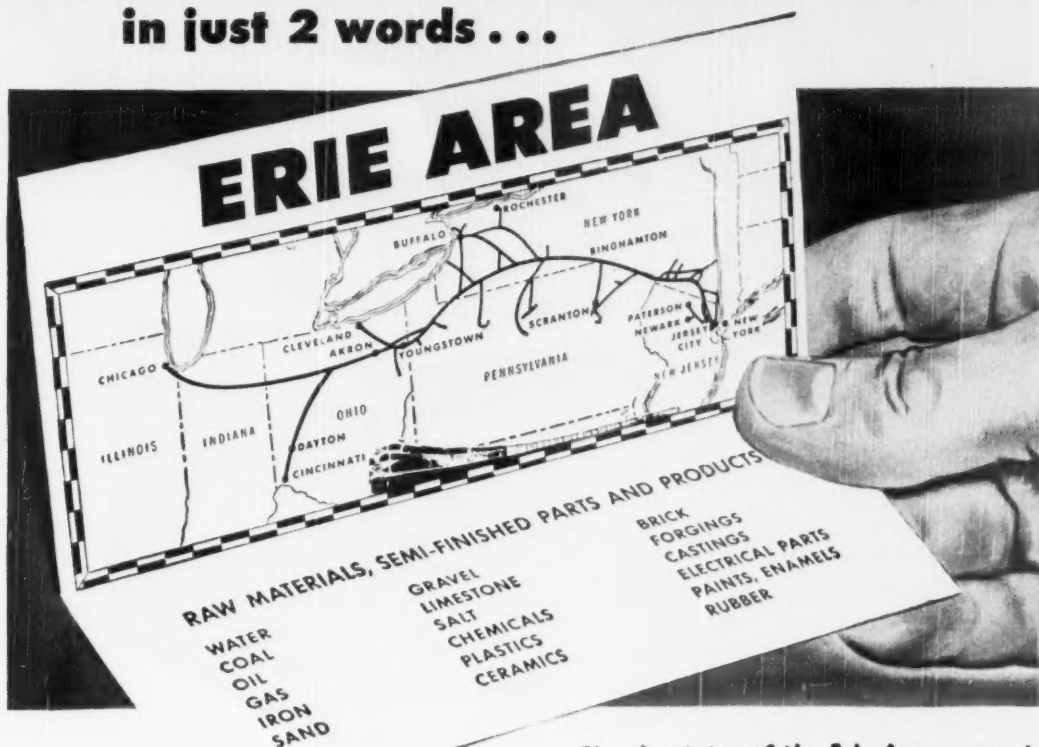 in just 2 words...
ERIE AREA
ROCHESTER
BUFFALO
NEW YORK
BINGHAMTON
CLEVELAND
AKRON
YOUNGSTOWN
SCRANTON
PATERSON
NEWARK
JERSEY
CITY
NEW
YORK
CHICAGO
PENNSYLVANIA
NEW JERSEY
OHIO
ILLINOIS
INDIANA
DAYTON
CINCINNATI
RAW MATERIALS, SEMI-FINISHED PARTS AND PRODUCTS
WATER
COAL
OIL
GAS
IRON
SAND
GRAVEL
LIMESTONE
SALT
CHEMICALS
PLASTICS
CERAMICS
BRICK
FORGINGS
CASTINGS
ELECTRICAL PARTS
PAINTS, ENAMELS
RUBBER